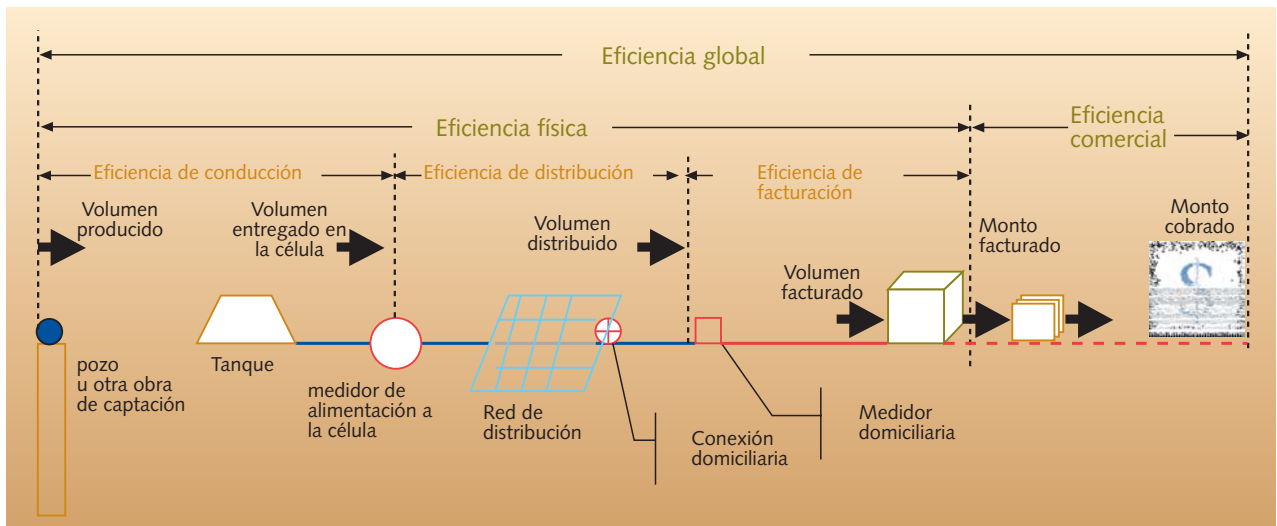 Eficiencia global
Eficiencia física
Eficiencia
comercial
Eficiencia de conducción
Eficiencia de distribución
Eficiencia de
facturación
Volumen
producido
Volumen
entregado en
la célula
Volumen
distribuido
Volumen
facturado
Monto
facturado
Monto
cobrado
pozo
u otra obra
de captación
Tanque
medidor de
alimentación a
la célula
Red de
distribución
Conexión
domiciliaria
Medidor
domiciliaria